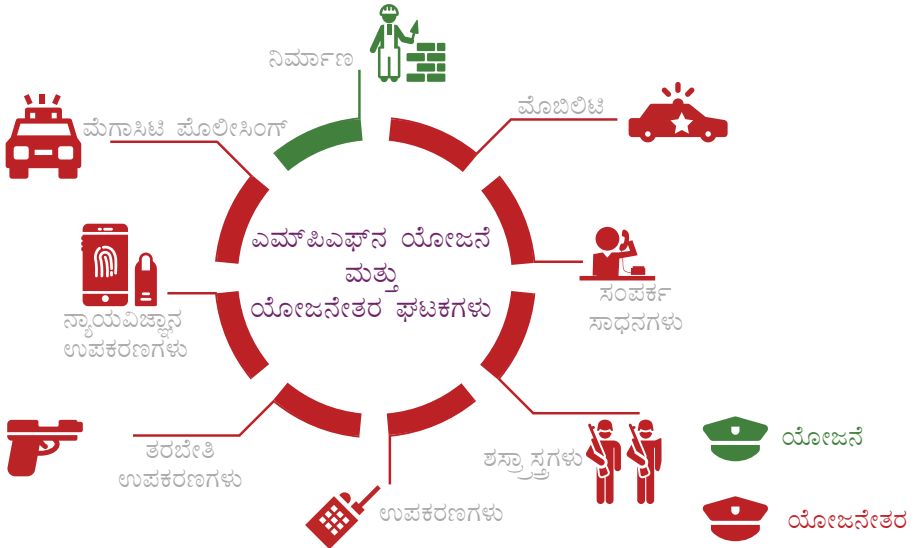 ನಿರ್ಮಾಣ
ಮೊಬಿಲಿಟಿ
ಮೆಗಾಸಿಟಿ ಪೊಲೀಸಿಂಗ್
ಎಮ್‌ಪಿಎಫ್‌ನ ಯೋಜನೆ
ಮತ್ತು
ಯೋಜನೇತರ ಘಟಕಗಳು
ಸಂಪರ್ಕ
ಸಾಧನಗಳು
ನ್ಯಾಯವಿಜ್ಞಾನ
ಉಪಕರಣಗಳು
ತರಬೇತಿ
ಉಪಕರಣಗಳು
ಶಸ್ತ್ರಾಸ್ತ್ರಗಳು
ಉಪಕರಣಗಳು
ಯೋಜನೆ
ಯೋಜನೇತರ